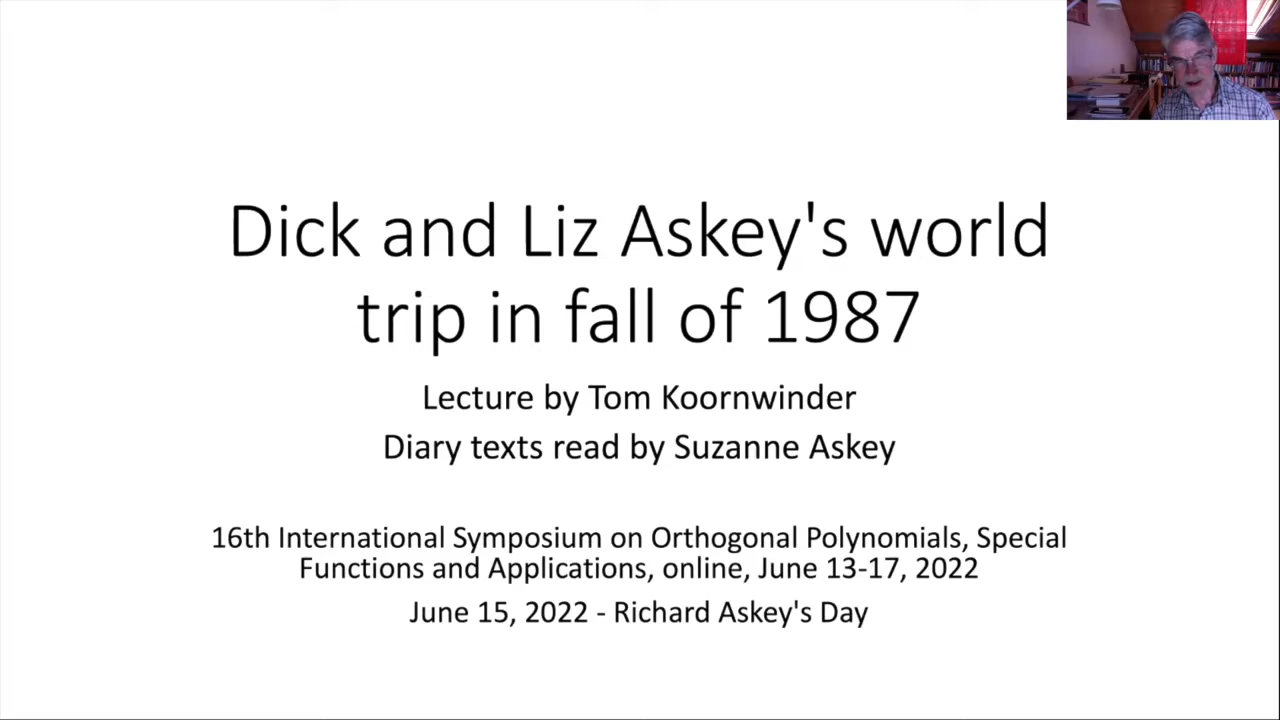 Dick and Liz Askey's world
trip in fall of 1987
Lecture by Tom Koornwinder
Diary texts read by Suzanne Askey
16th International Symposium on Orthogonal Polynomials, Special
Functions and Applications, online, June 13-17, 2022
June 15, 2022 - Richard Askey's Day